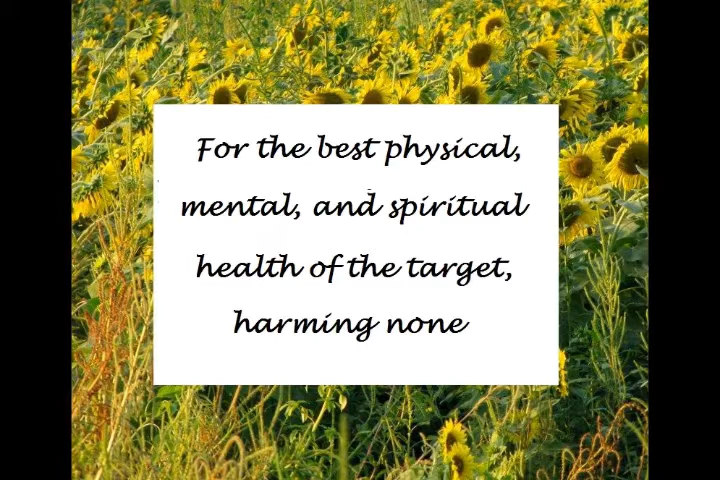 For the best physical,
mental, and spiritual
health of the target,
harming none